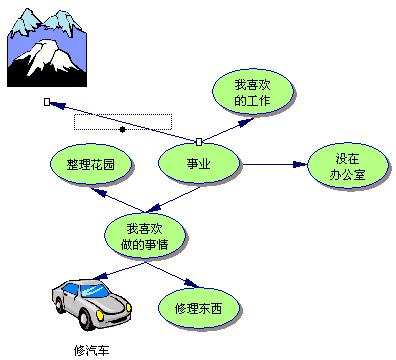 我喜欢
的工作
整理花园
事业
没在
办公室
我喜欢
做的事情
修理东西
修汽车